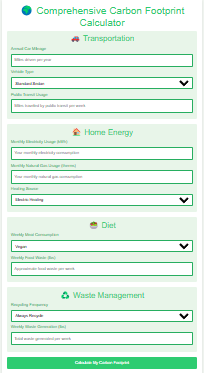 Comprehensive Carbon Footprint
Calculator
Transportation
Annual Car Mileage
Miles driven per year
Vehicle Type
Standard Sedan
Public Transit Usage
Miles traveled by public transit per week
Home Energy
Monthly Electricity Usage (kWh)
Your monthly electricity consumption
Monthly Natural Gas Usage (therms)
Your monthly natural gas consumption
Heating Source
Electric Heating
Diet
Weekly Meat Consumption
Vegan
Weekly Food Waste (lbs)
Approximate food waste per week
Waste Management
Recycling Frequency
Always Recycle
Weekly Waste Generation (lbs)
Total waste generated per week
Calculate My Carbon Footprint